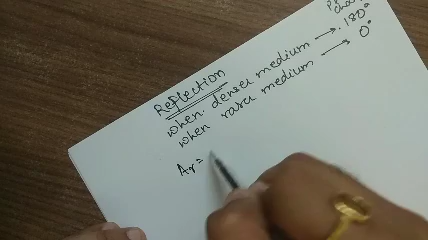 Reflection
when denser medium → 180°
when rarer medium → 0°
Ar =